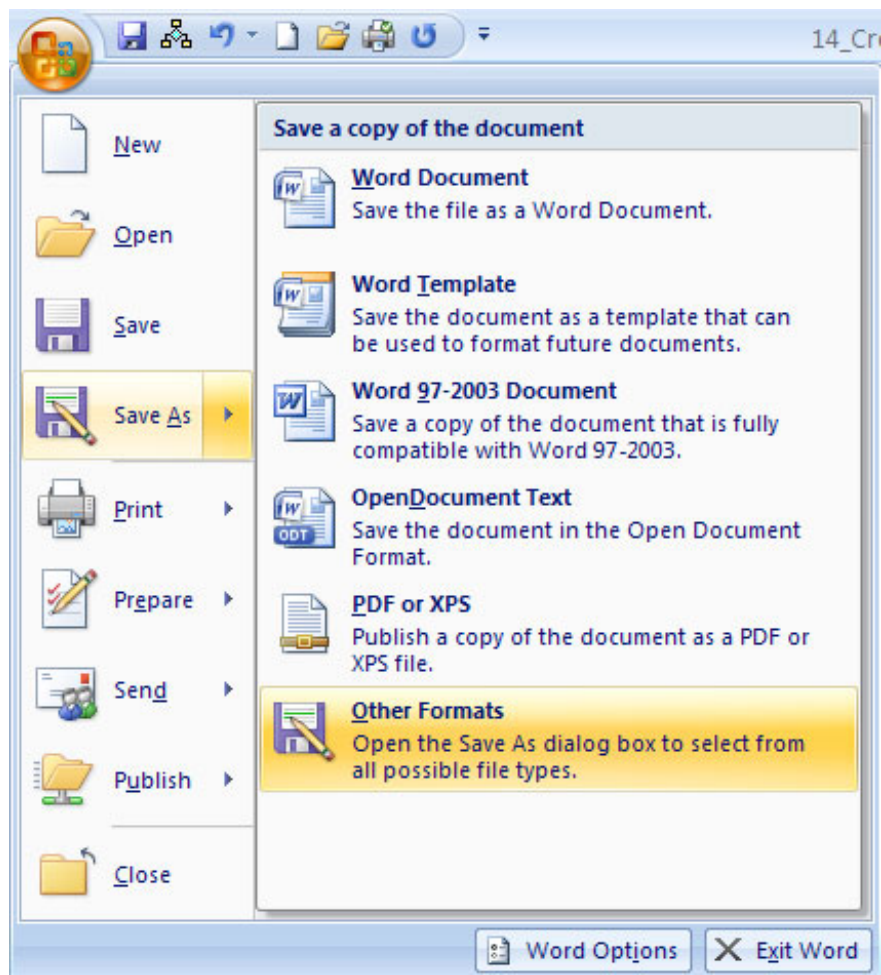 14_Cre
New
Open
Save
Save As
Print
Prepare
Send
Publish
Close
Save a copy of the document
Word Document
Save the file as a Word Document.
Word Template
Save the document as a template that can
be used to format future documents.
Word 97-2003 Document
Save a copy of the document that is fully
compatible with Word 97-2003.
OpenDocument Text
Save the document in the Open Document
Format.
ODT
PDF or XPS
Publish a copy of the document as a PDF or
XPS file.
Other Formats
Open the Save As dialog box to select from
all possible file types.
Word Options
Exit Word